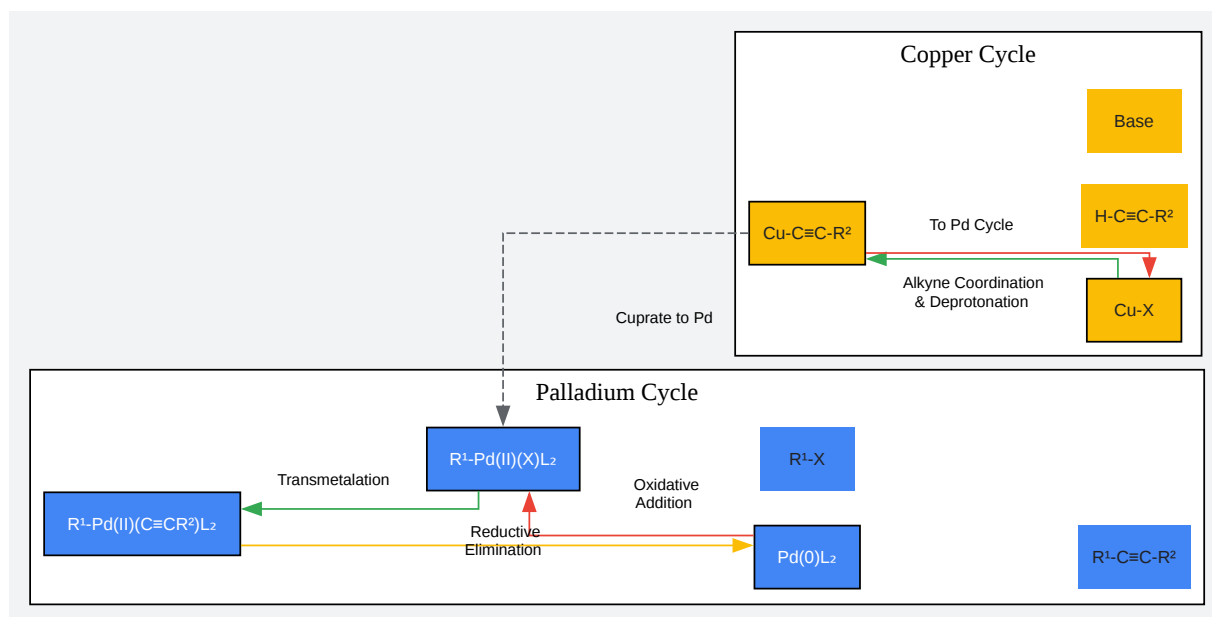 Copper Cycle
Base
H-C≡C-R²
Cu-C≡C-R²
To Pd Cycle
Alkyne Coordination
& Deprotonation
Cu-X
Cuprate to Pd
Palladium Cycle
R¹-Pd(II)(X)L₂
R¹-X
Transmetalation
Oxidative
Addition
R¹-Pd(II)(C≡CR²)L₂
Reductive
Elimination
Pd(0)L₂
R¹-C≡C-R²